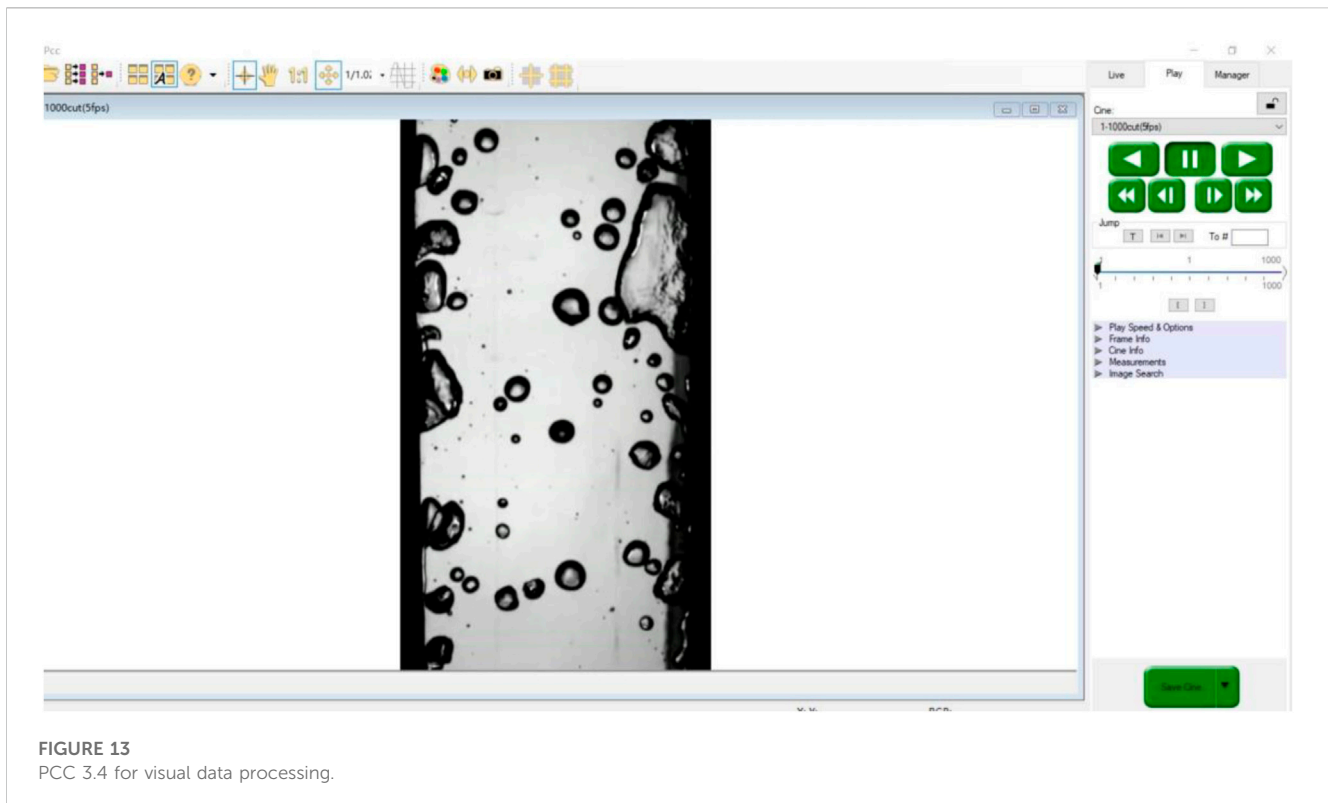 Pcc
1:1
1/1.0:
A
?
1000cut(5fps)
Live Play Manager
Cine:
1-1000cut(5fps)
Jump
T To #
1 1 1000
1 1000
[ ]
Play Speed & Options
Frame Info
Cine Info
Measurements
Image Search
Save Cine
FIGURE 13
PCC 3.4 for visual data processing.